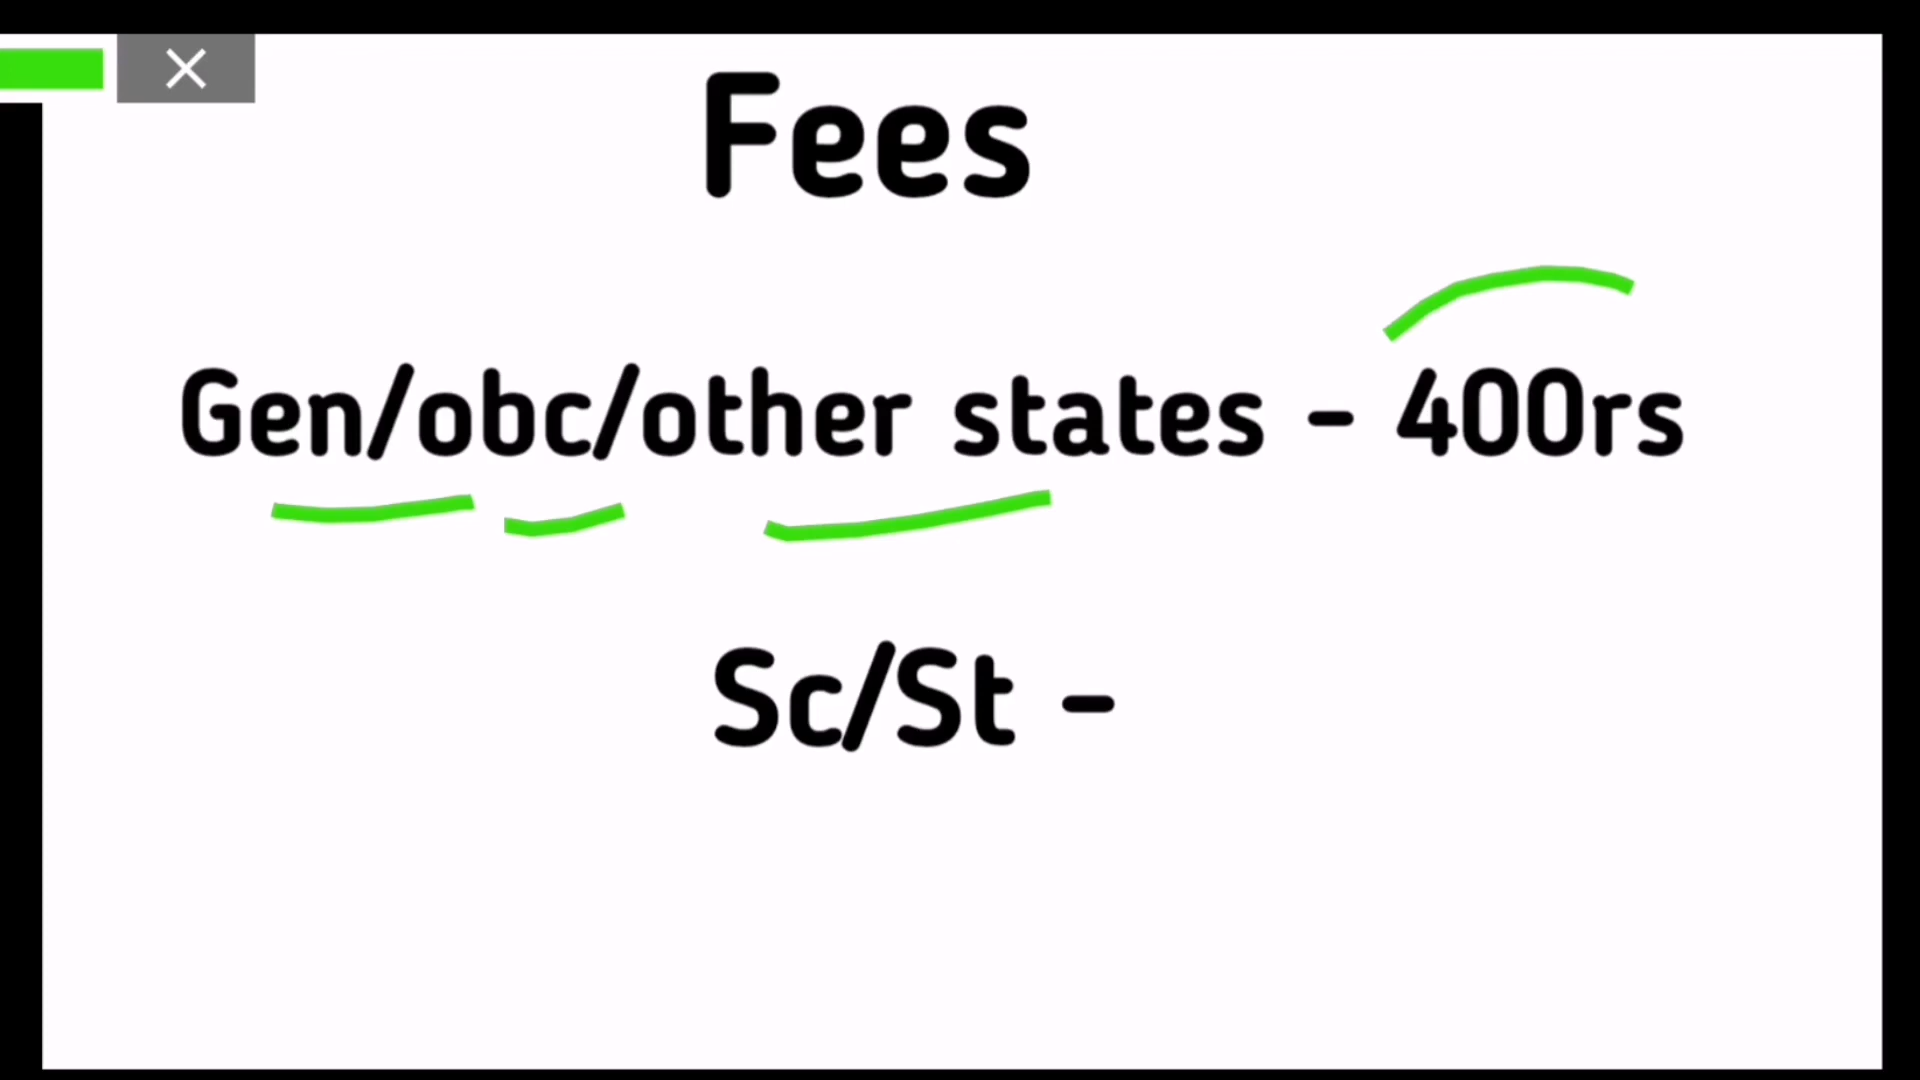 Fees
Gen/obc/other states - 400rs
Sc/St -